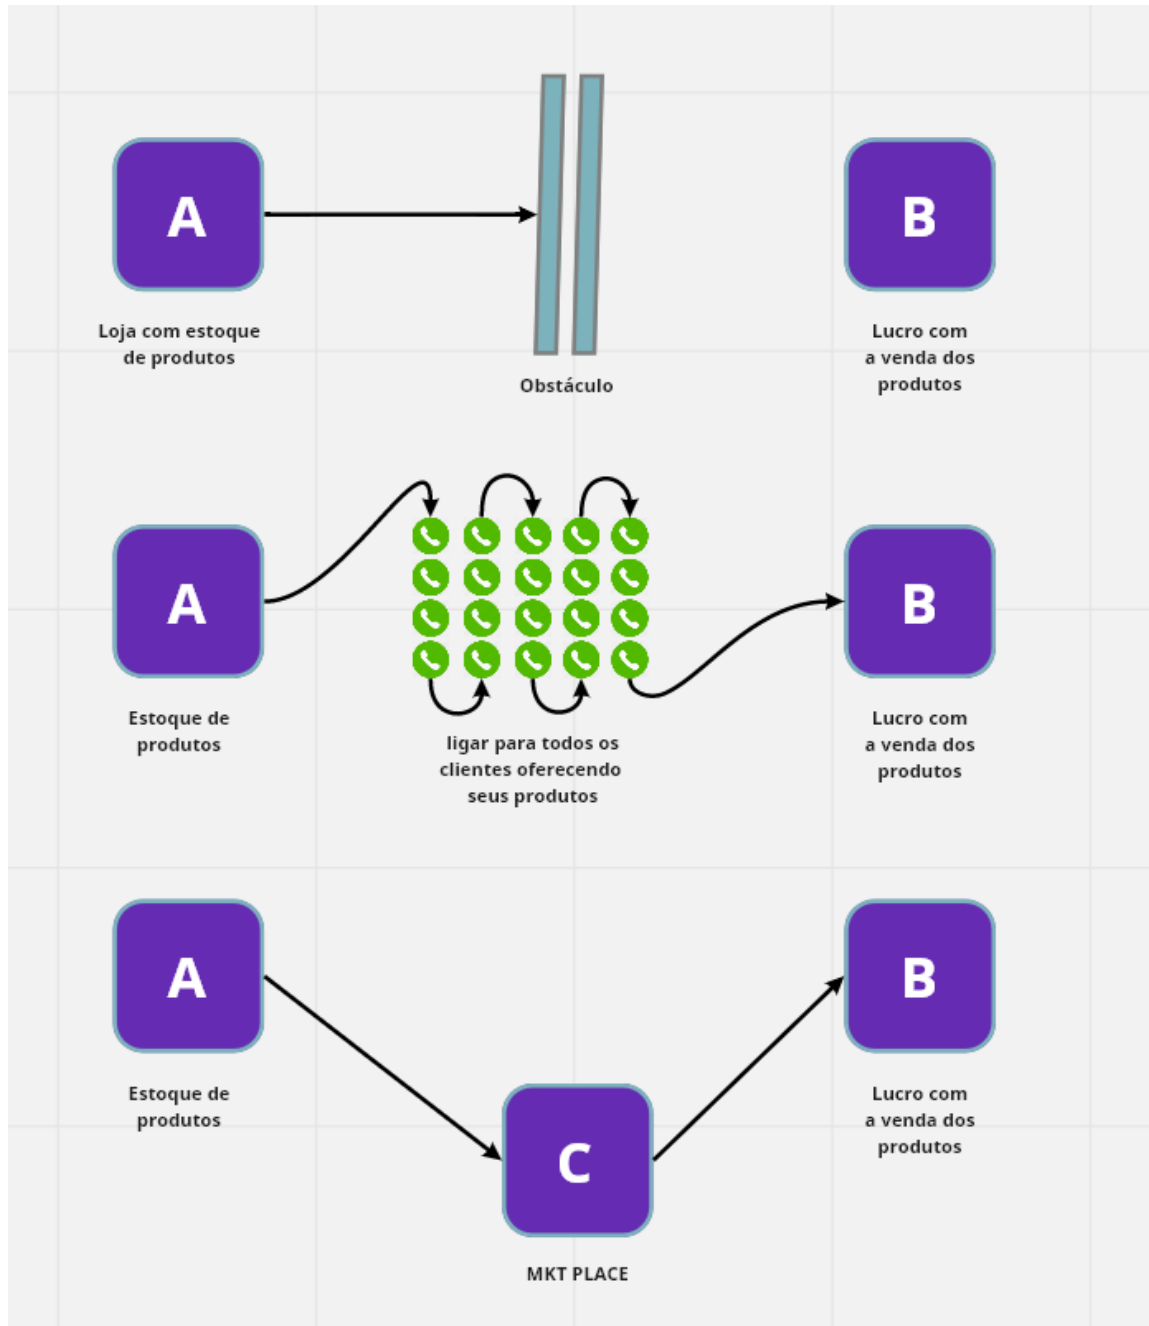 A
B
Loja com estoque
de produtos
Obstáculo
Lucro com
a venda dos
produtos
A
B
Estoque de
produtos
ligar para todos os
clientes oferecendo
seus produtos
Lucro com
a venda dos
produtos
A
B
Estoque de
produtos
Lucro com
a venda dos
produtos
C
MKT PLACE